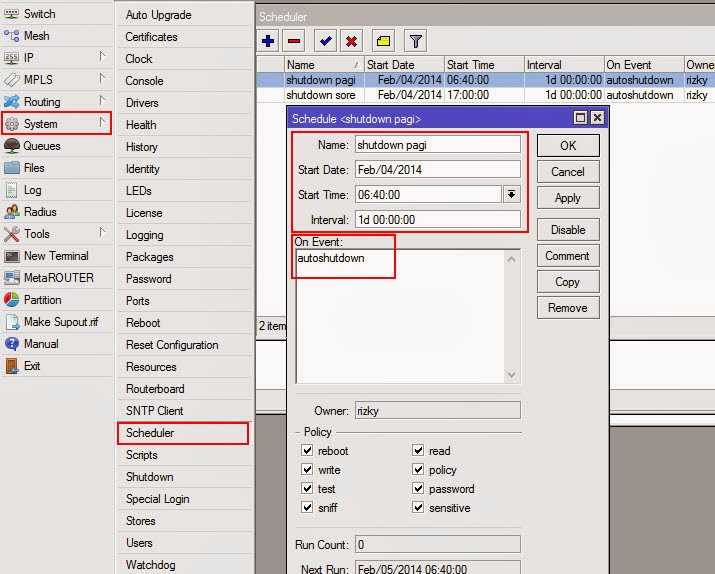 Switch
Mesh
IP
MPLS
Routing
System
Queues
Files
Log
Radius
Tools
New Terminal
MetaROUTER
Partition
Make Supout.rif
Manual
Exit
Auto Upgrade
Certificates
Clock
Console
Drivers
Health
History
Identity
LEDs
License
Logging
Packages
Password
Ports
Reboot
Reset Configuration
Resources
Routerboard
SNTP Client
Scheduler
Scripts
Shutdown
Special Login
Stores
Users
Watchdog
Scheduler
Name Start Date Start Time Interval On Event Owne
shutdown pagi Feb/04/2014 06:40:00 1d 00:00:00 autoshutdown rizky
shutdown sore Feb/04/2014 17:00:00 1d 00:00:00 autoshutdown rizky
2 item
Schedule <shutdown pagi>
Name: shutdown pagi
Start Date: Feb/04/2014
Start Time: 06:40:00
Interval: 1d 00:00:00
On Event:
autoshutdown
Owner: rizky
Policy
reboot read
write policy
test password
sniff sensitive
Run Count: 0
Next Run: Feb/05/2014 06:40:00
OK
Cancel
Apply
Disable
Comment
Copy
Remove